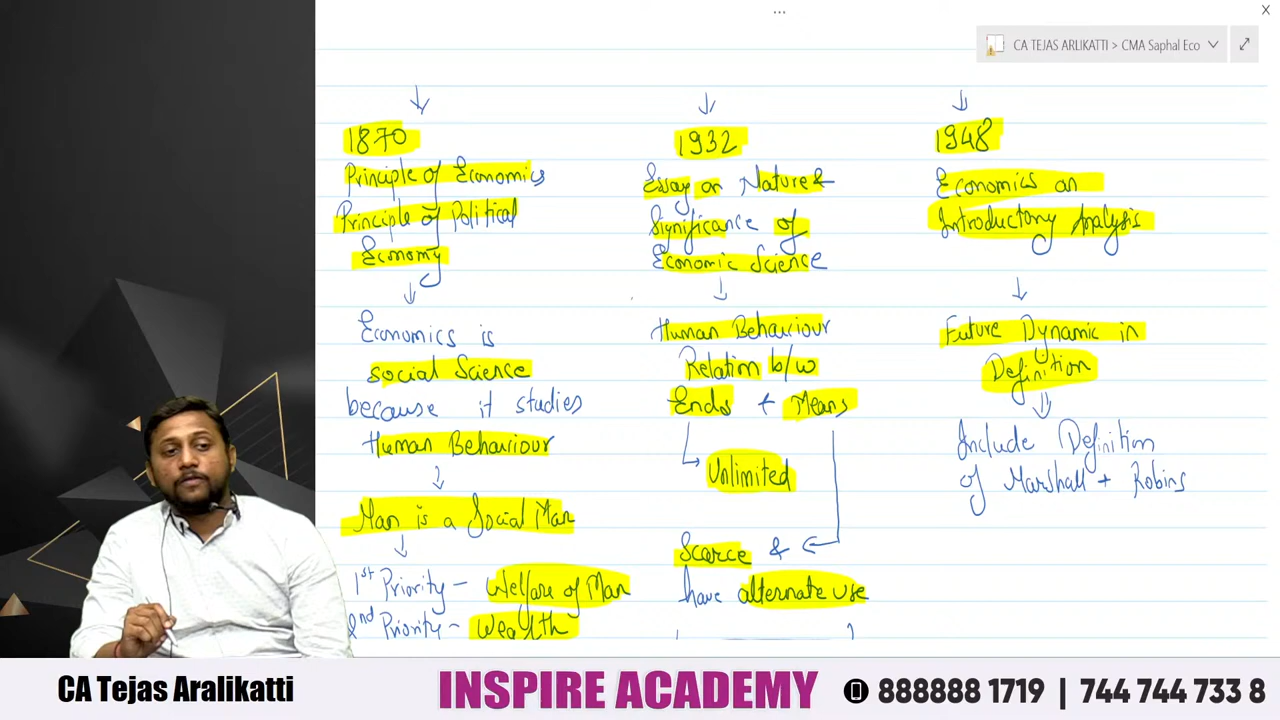 ...
X
CA TEJAS ARLIKATTI > CMA Saphal Eco
1870
Principle of Economics
Principle of Political
Economy
Economics is
social Science
because it studies
Human Behaviour
Man is a Social Man
1st Priority - Welfare of Man
2nd Priority - Wealth
1932
Essay on Nature &
Significance of
Economic Science
Human Behaviour
Relation b/w
Ends + Means
Unlimited
Scarce &
have alternate use
1948
Economics an
Introductory Analysis
Future Dynamic in
Definition
Include Definition
of Marshall + Robins
CA Tejas Aralikatti
INSPIRE ACADEMY
888888 1719 | 744 744 733 8